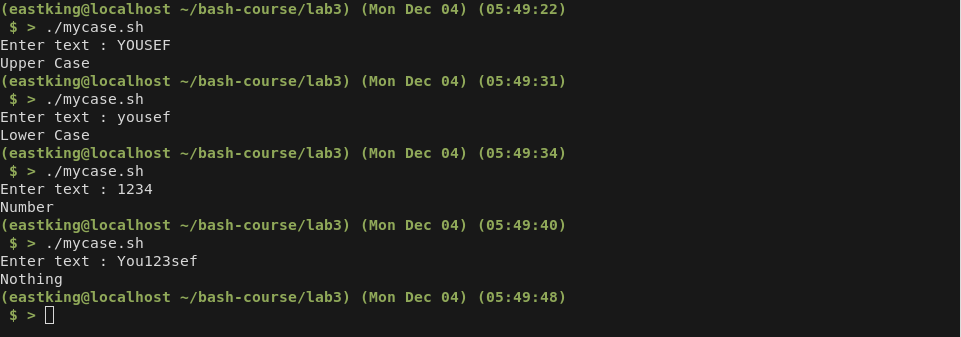 (eastking@localhost ~/bash-course/lab3) (Mon Dec 04) (05:49:22)
 $ > ./mycase.sh
Enter text : YOUSEF
Upper Case
(eastking@localhost ~/bash-course/lab3) (Mon Dec 04) (05:49:31)
 $ > ./mycase.sh
Enter text : yousef
Lower Case
(eastking@localhost ~/bash-course/lab3) (Mon Dec 04) (05:49:34)
 $ > ./mycase.sh
Enter text : 1234
Number
(eastking@localhost ~/bash-course/lab3) (Mon Dec 04) (05:49:40)
 $ > ./mycase.sh
Enter text : You123sef
Nothing
(eastking@localhost ~/bash-course/lab3) (Mon Dec 04) (05:49:48)
 $ >